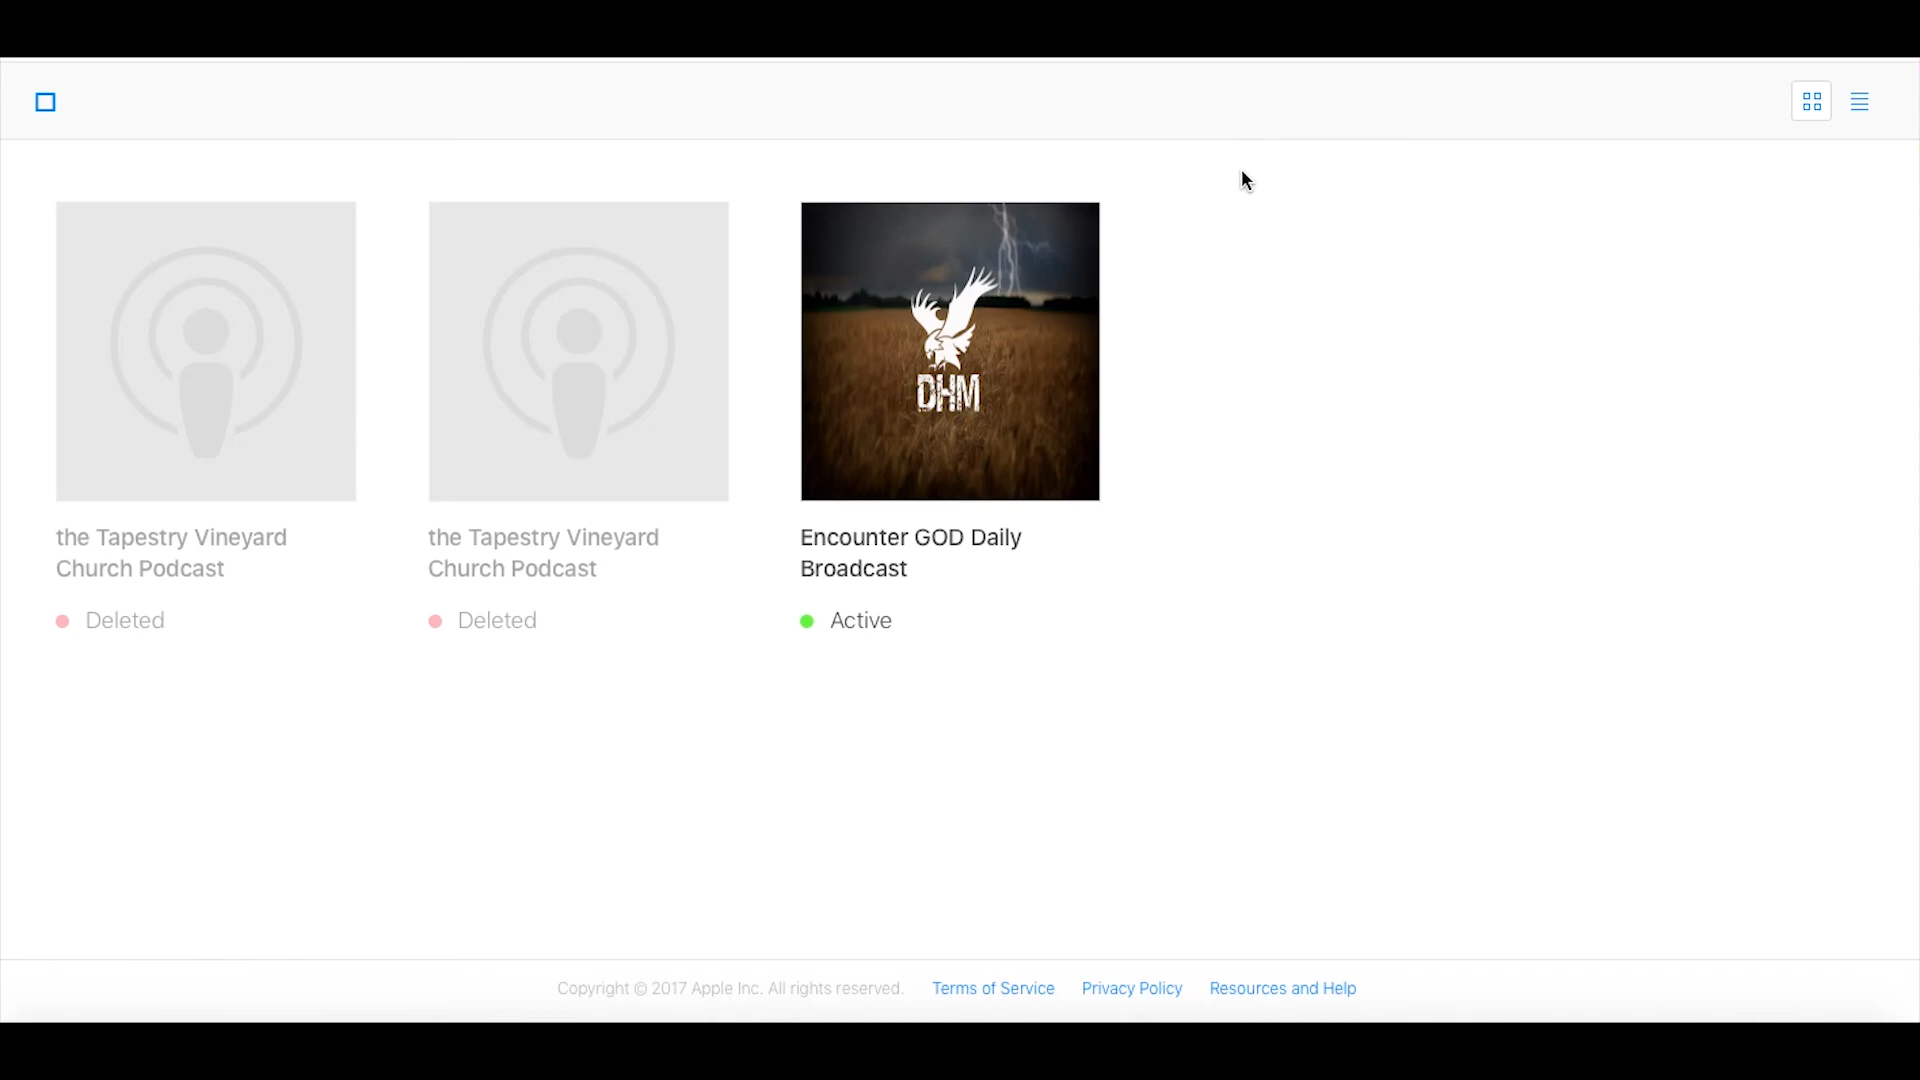 DHM
the Tapestry Vineyard
Church Podcast
Deleted
the Tapestry Vineyard
Church Podcast
Deleted
Encounter GOD Daily
Broadcast
Active
Copyright © 2017 Apple Inc. All rights reserved. Terms of Service Privacy Policy Resources and Help